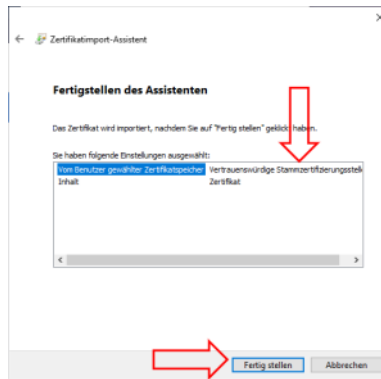 Zertifikatimport-Assistent
Fertigstellen des Assistenten
Das Zertifikat wird importiert, nachdem Sie auf "Fertig stellen" geklickt haben.
Sie haben folgende Einstellungen ausgewählt:
Vom Benutzer gewählter Zertifikatspeicher Vertrauenswürdige Stammzertifizierungsstell
Inhalt Zertifikat
Fertig stellen Abbrechen